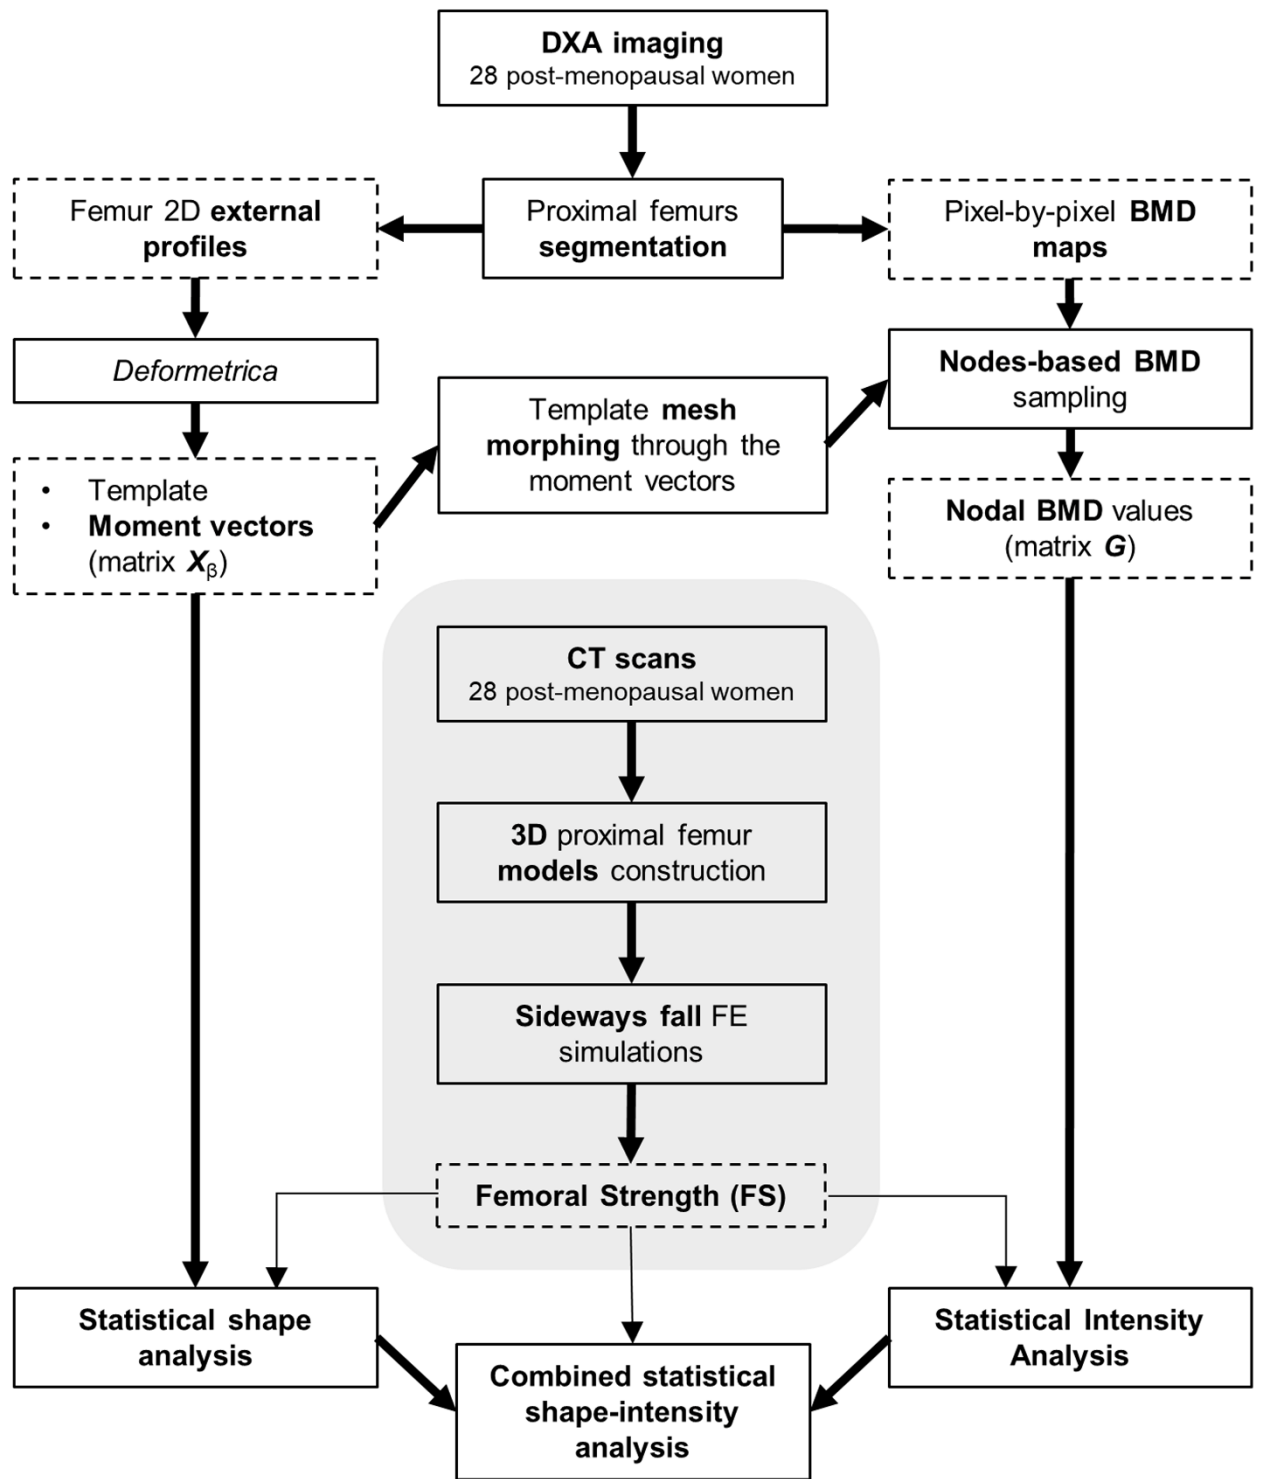 DXA imaging
28 post-menopausal women
Femur 2D external
profiles
Proximal femurs
segmentation
Pixel-by-pixel BMD
maps
Deformetrica
Template mesh
morphing through the
moment vectors
Nodes-based BMD
sampling
• Template
• Moment vectors
(matrix Xβ)
Nodal BMD values
(matrix G)
CT scans
28 post-menopausal women
3D proximal femur
models construction
Sideways fall FE
simulations
Femoral Strength (FS)
Statistical shape
analysis
Combined statistical
shape-intensity
analysis
Statistical Intensity
Analysis